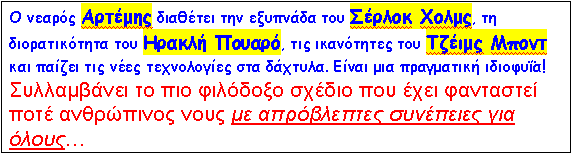 Ο νεαρός Αρτέμης διαθέτει την εξυπνάδα του Σέρλοκ Χολμς, τη
διορατικότητα του Ηρακλή Πουαρό, τις ικανότητες του Τζέιμς Μποντ
και παίζει τις νέες τεχνολογίες στα δάχτυλα. Είναι μια πραγματική ιδιοφυΐα!
Συλλαμβάνει το πιο φιλόδοξο σχέδιο που έχει φανταστεί
ποτέ ανθρώπινος νους με απρόβλεπτες συνέπειες για
όλους…